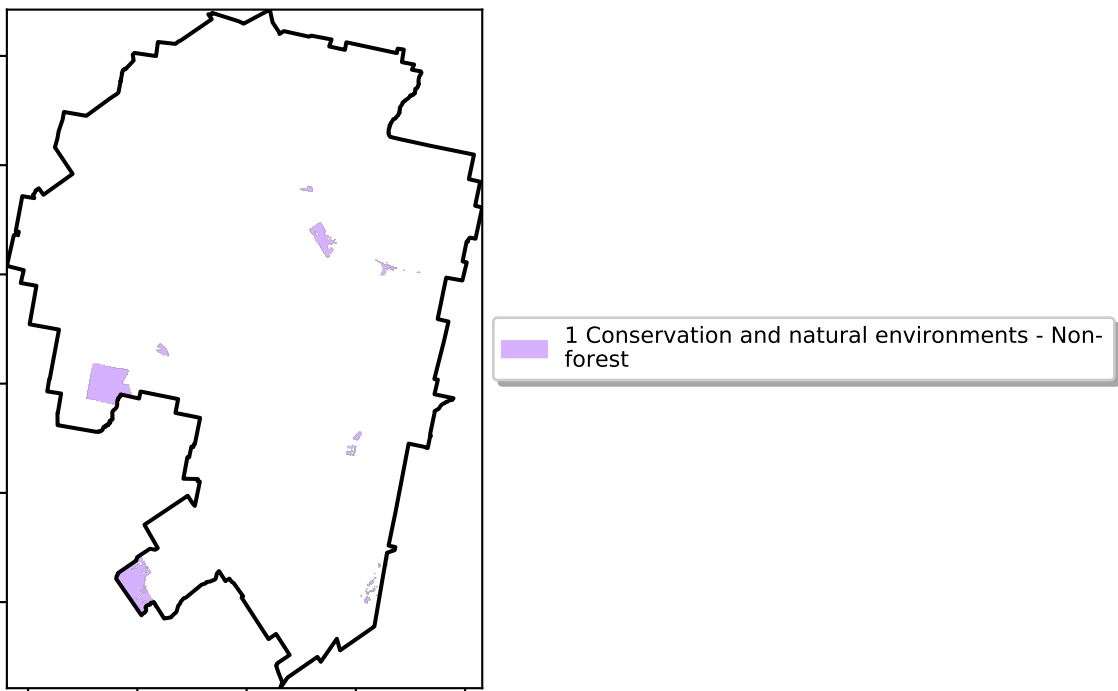 1 Conservation and natural environments - Non-
forest